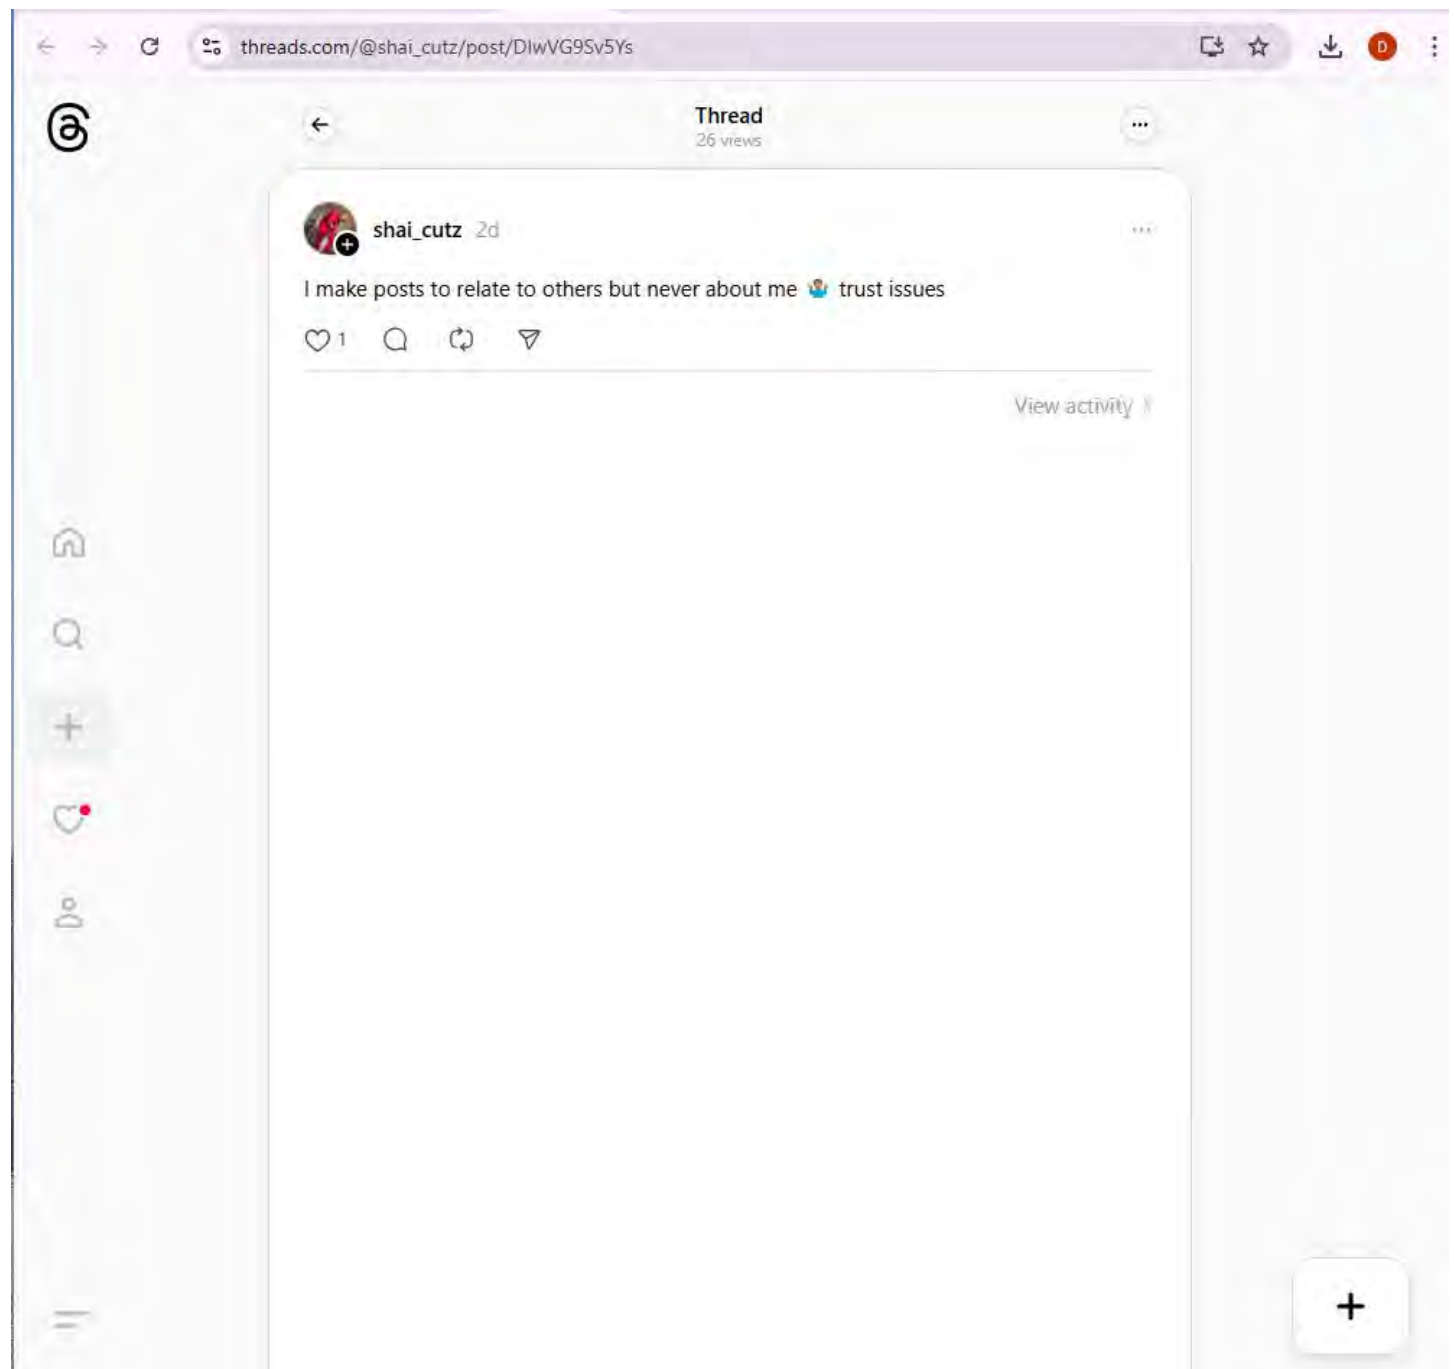 threads.com/@shai_cutz/post/DIwVG9Sv5Ys
D
Thread
26 views
shai_cutz 2d
I make posts to relate to others but never about me 🤷🏼‍♂️ trust issues
1
View activity